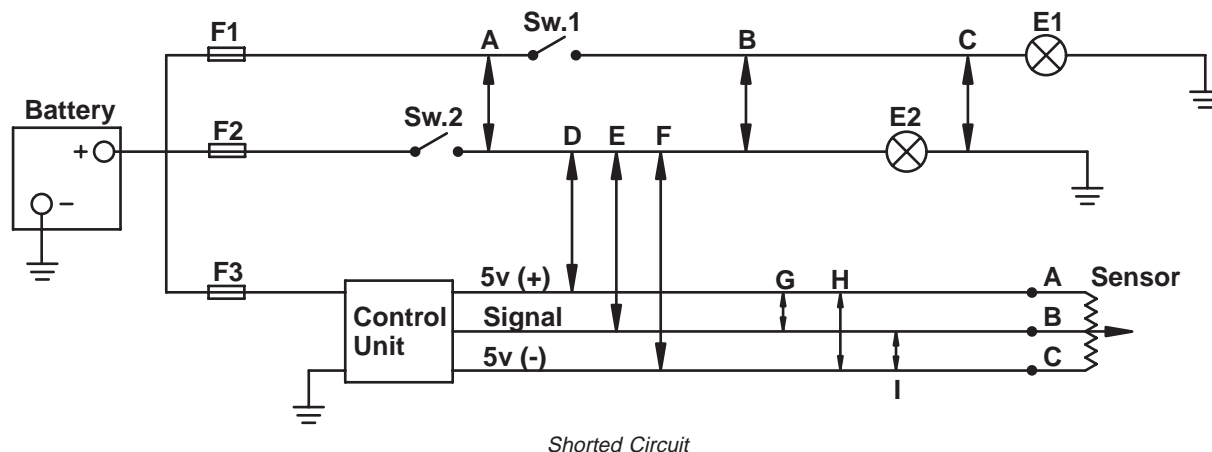 F1
A
Sw.1
B
C
E1
Battery
+
F2
Sw.2
D E F
E2
–
F3
5v (+)
G H
A Sensor
Control
Unit
Signal
B
5v (-)
C
I
Shorted Circuit